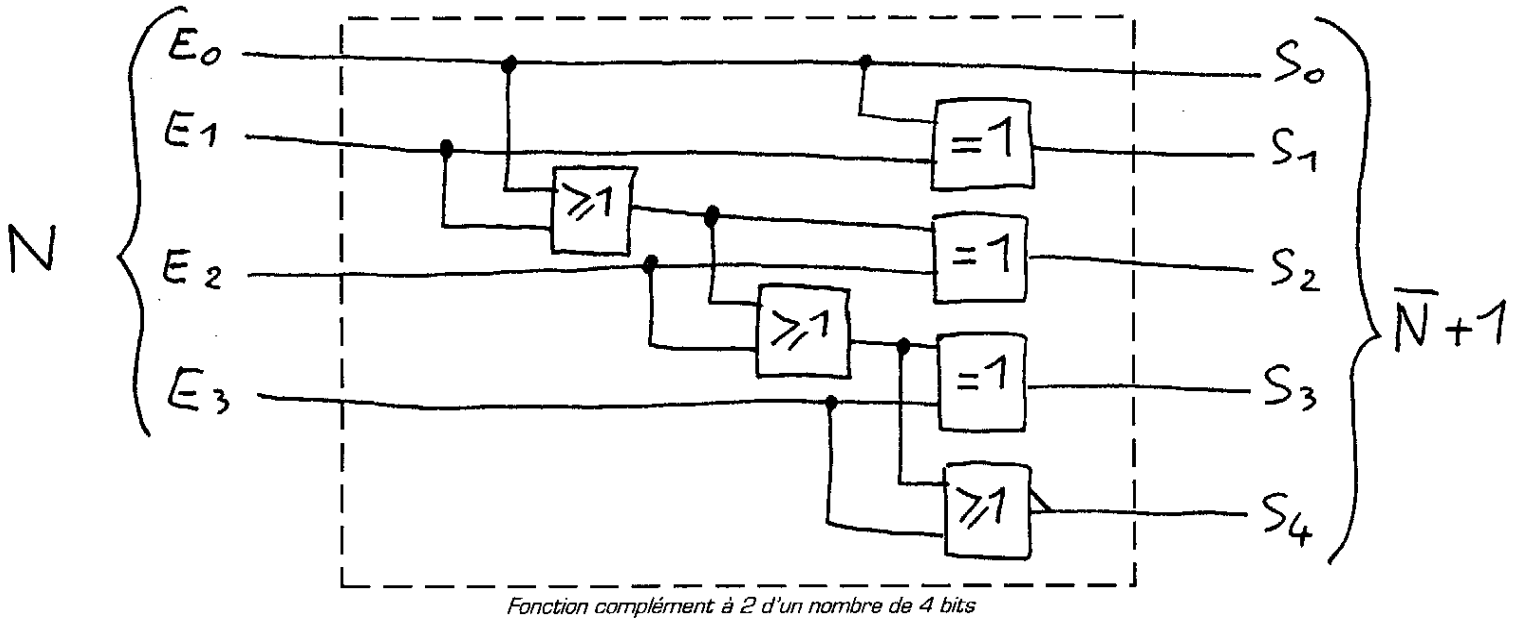 E0
S0
E1
=1
S1
≥1
N
E2
=1
S2
≥1
N̅+1
E3
=1
S3
≥1
S4
Fonction complément à 2 d'un nombre de 4 bits